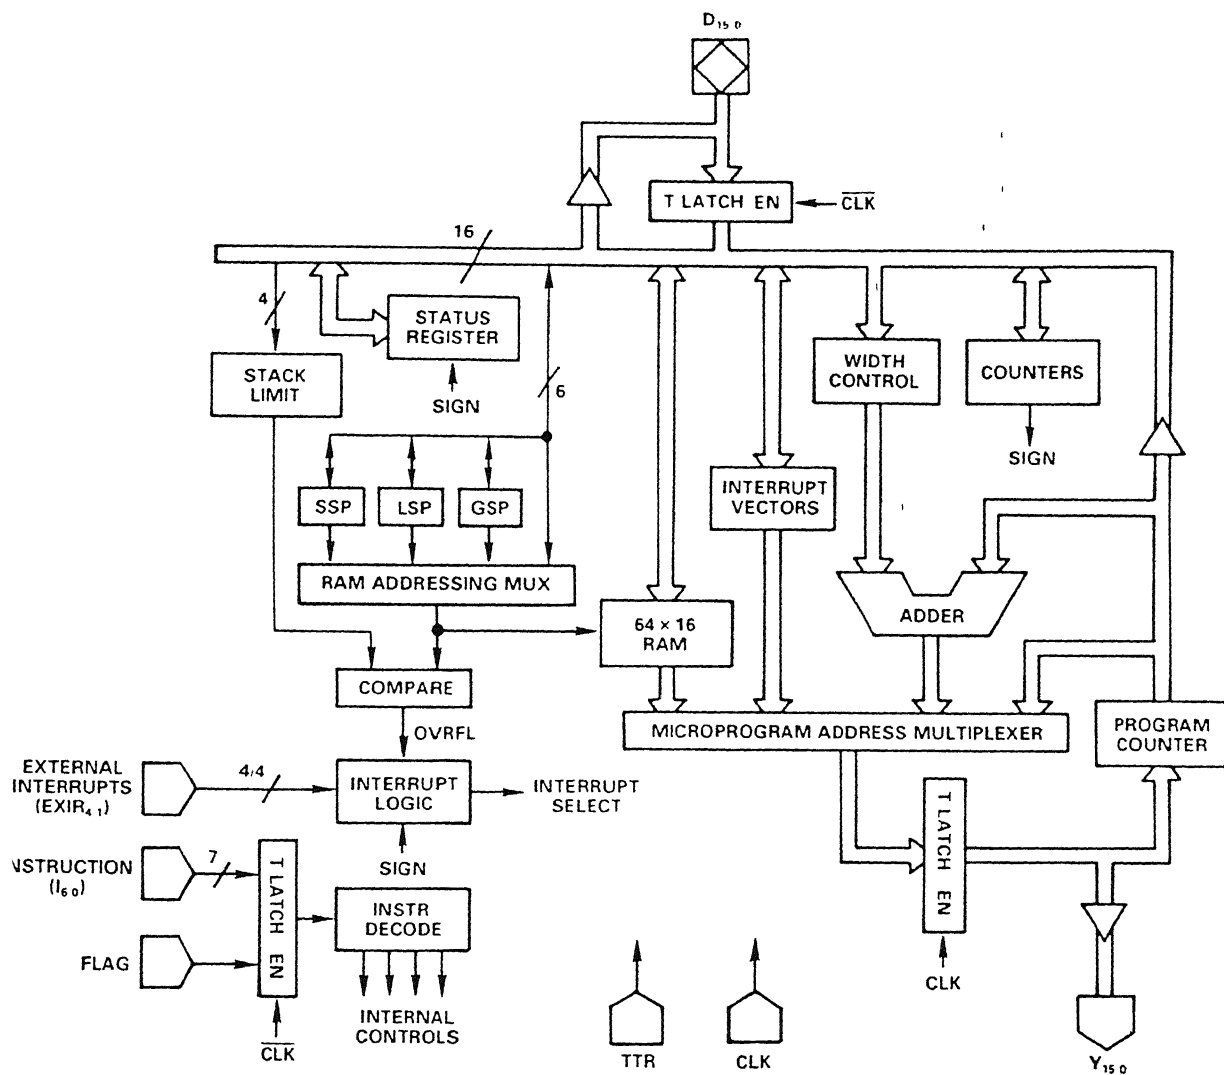 D15 0
T LATCH EN
CLK
16
4
STATUS
REGISTER
STACK
LIMIT
SIGN
6
WIDTH
CONTROL
COUNTERS
SIGN
SSP
LSP
GSP
INTERRUPT
VECTORS
RAM ADDRESSING MUX
64 × 16
RAM
ADDER
COMPARE
OVRFL
MICROPROGRAM ADDRESS MULTIPLEXER
PROGRAM
COUNTER
EXTERNAL
INTERRUPTS
(EXIR4 1)
4/4
INTERRUPT
LOGIC
INTERRUPT
SELECT
T LATCH EN
SIGN
NSTRUCTION
(I6 0)
7
T LATCH EN
INSTR
DECODE
FLAG
CLK
INTERNAL
CONTROLS
CLK
TTR
CLK
Y15 0